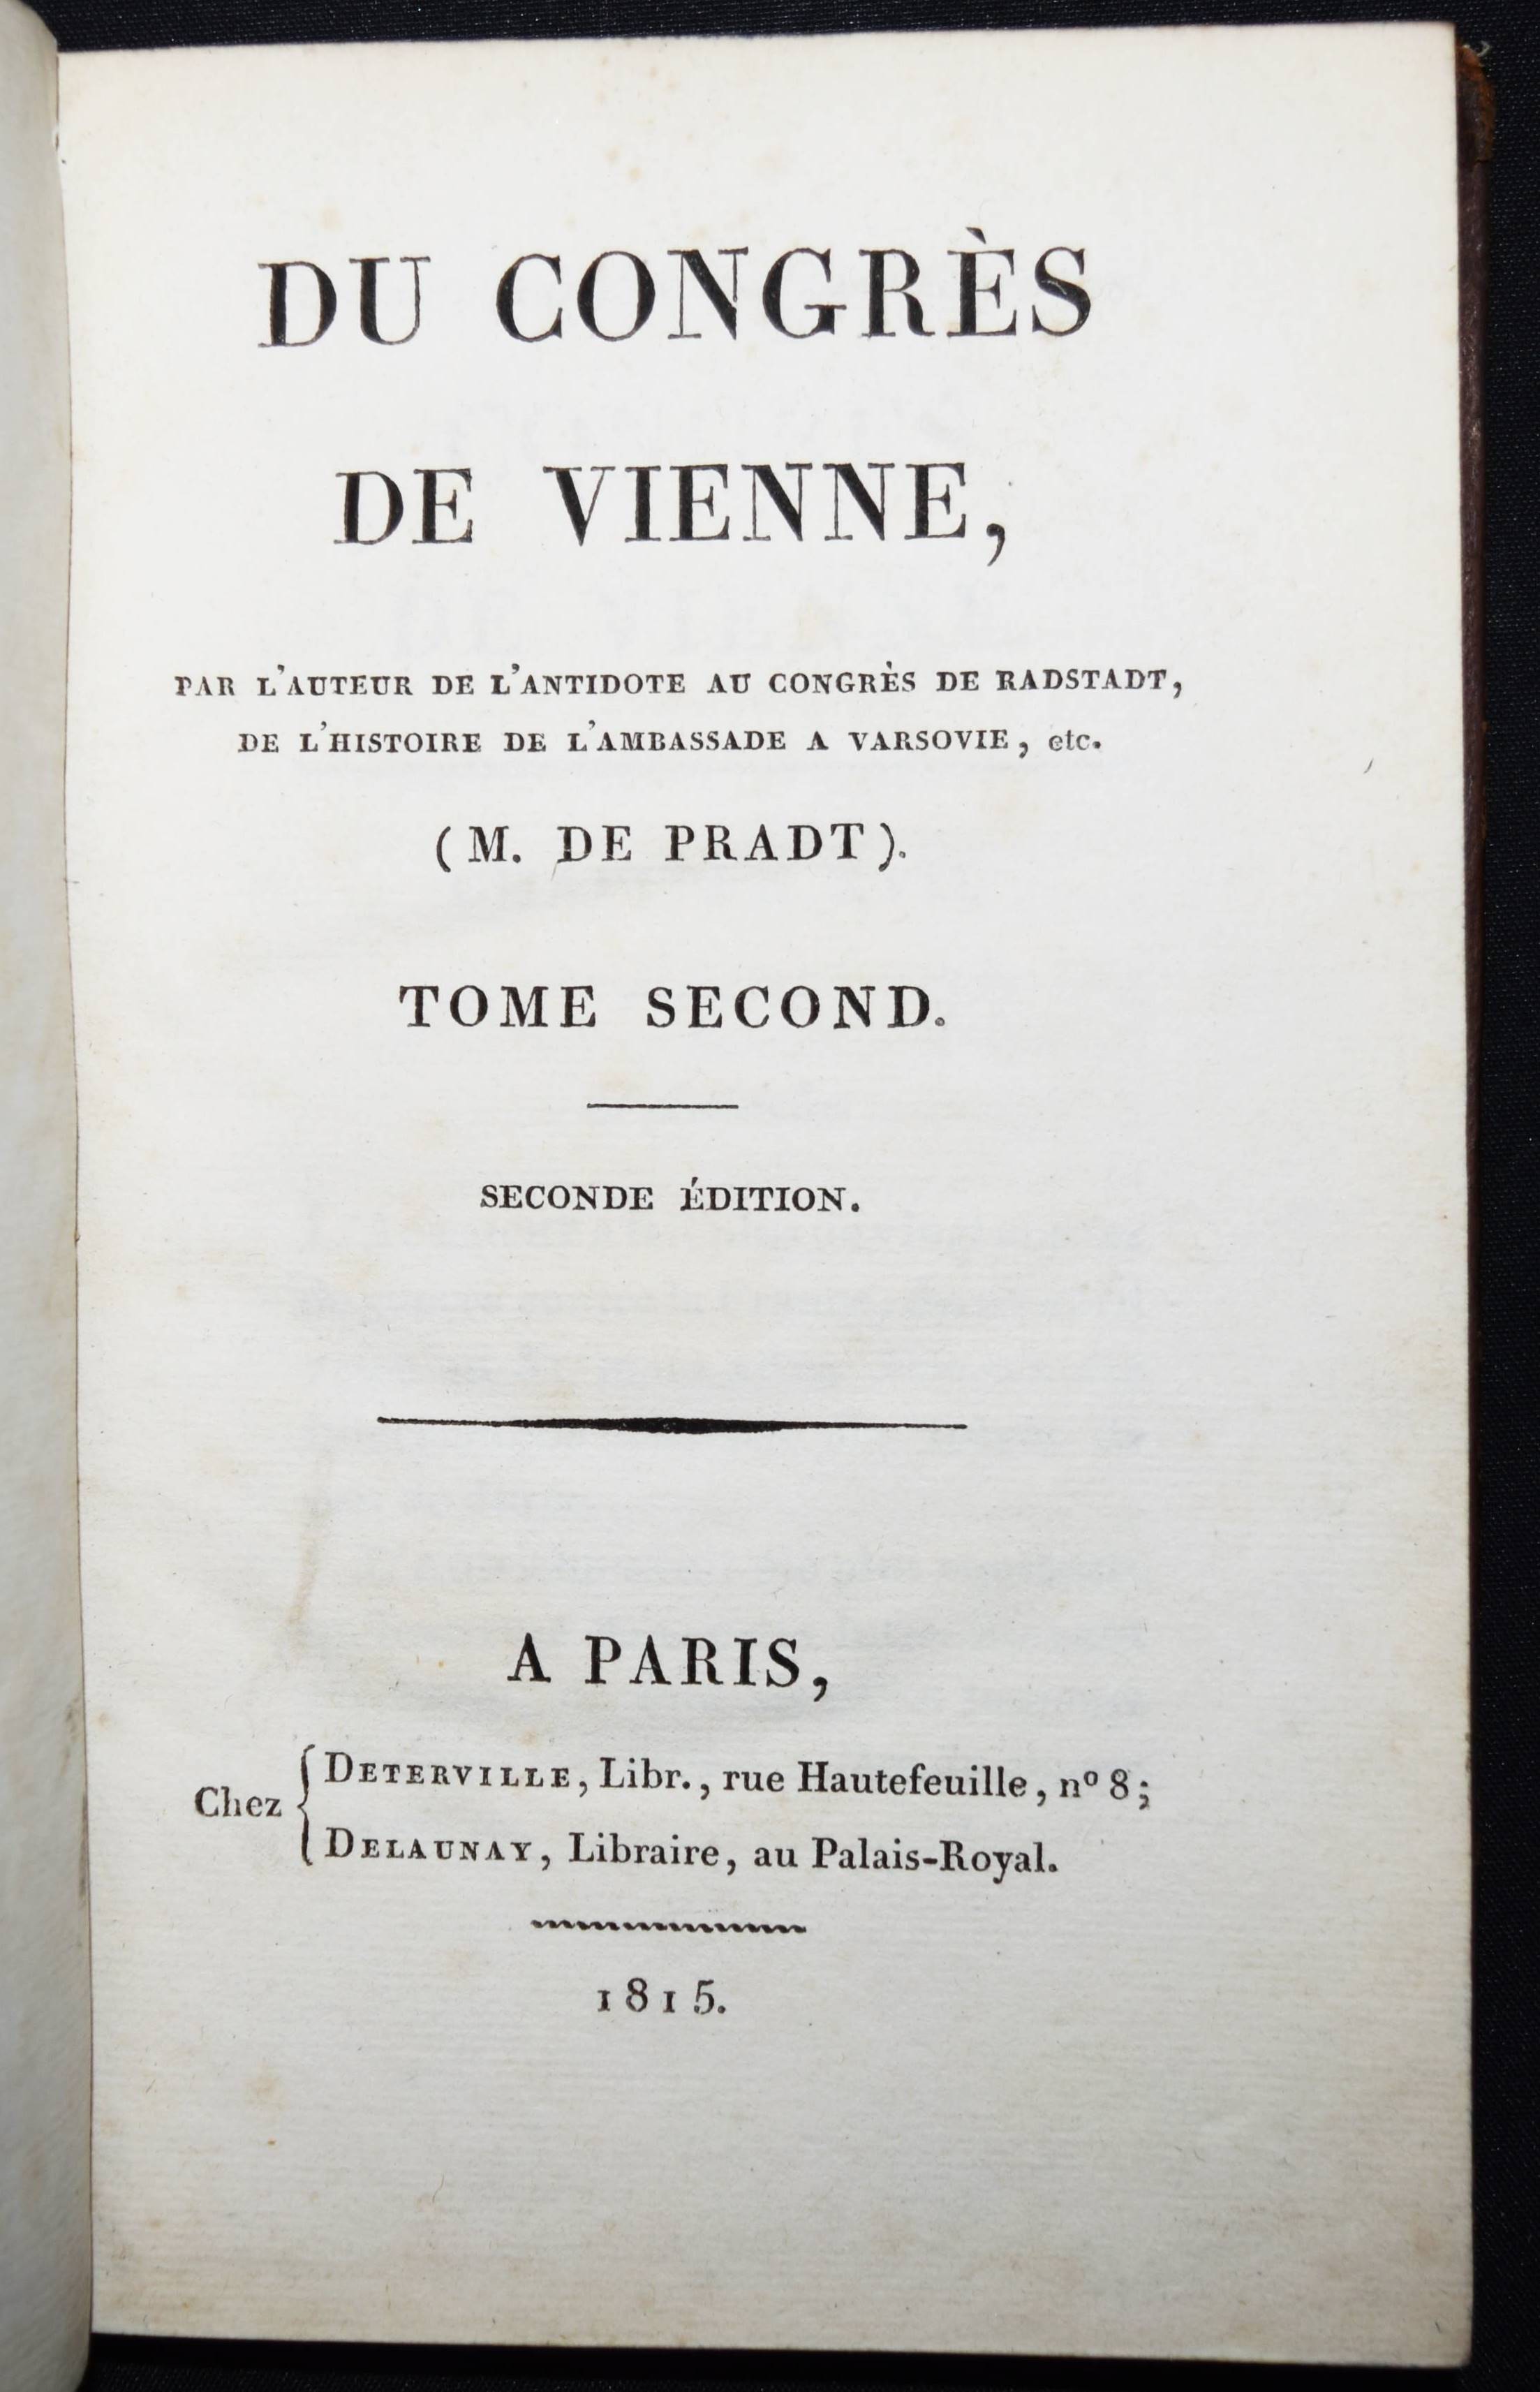 DU CONGRÈS
DE VIENNE,
PAR L'AUTEUR DE L'ANTIDOTE AU CONGRÈS DE RADSTADT,
DE L'HISTOIRE DE L'AMBASSADE A VARSOVIE, etc.
(M. DE PRADT).
TOME SECOND.
SECONDE ÉDITION.
A PARIS,
Chez
DETERVILLE, Libr., rue Hautefeuille, nº 8;
DELAUNAY, Libraire, au Palais-Royal.
1815.